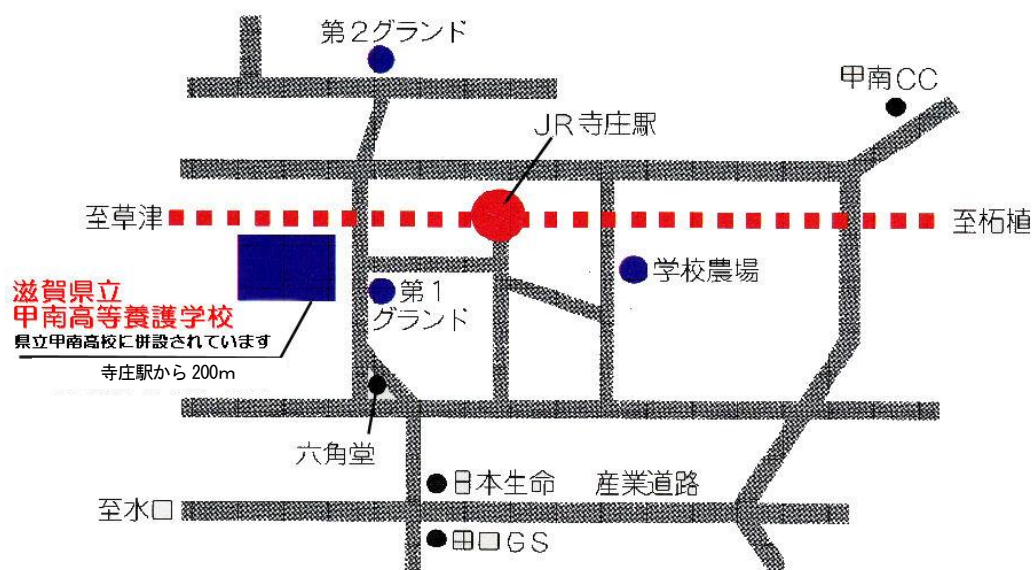 第2グランド
甲南CC
JR寺庄駅
至草津
至柘植
学校農場
滋賀県立
甲南高等養護学校
県立甲南高校に併設されています
寺庄駅から 200m
第1
グランド
六角堂
日本生命
産業道路
至水口
田口GS